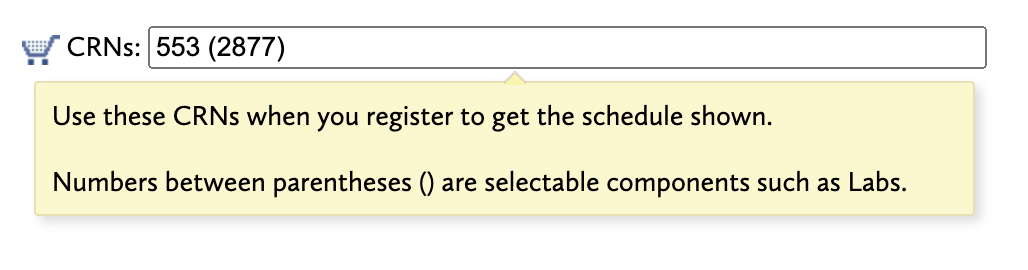 CRNs: 553 (2877)
Use these CRNs when you register to get the schedule shown.
Numbers between parentheses () are selectable components such as Labs.